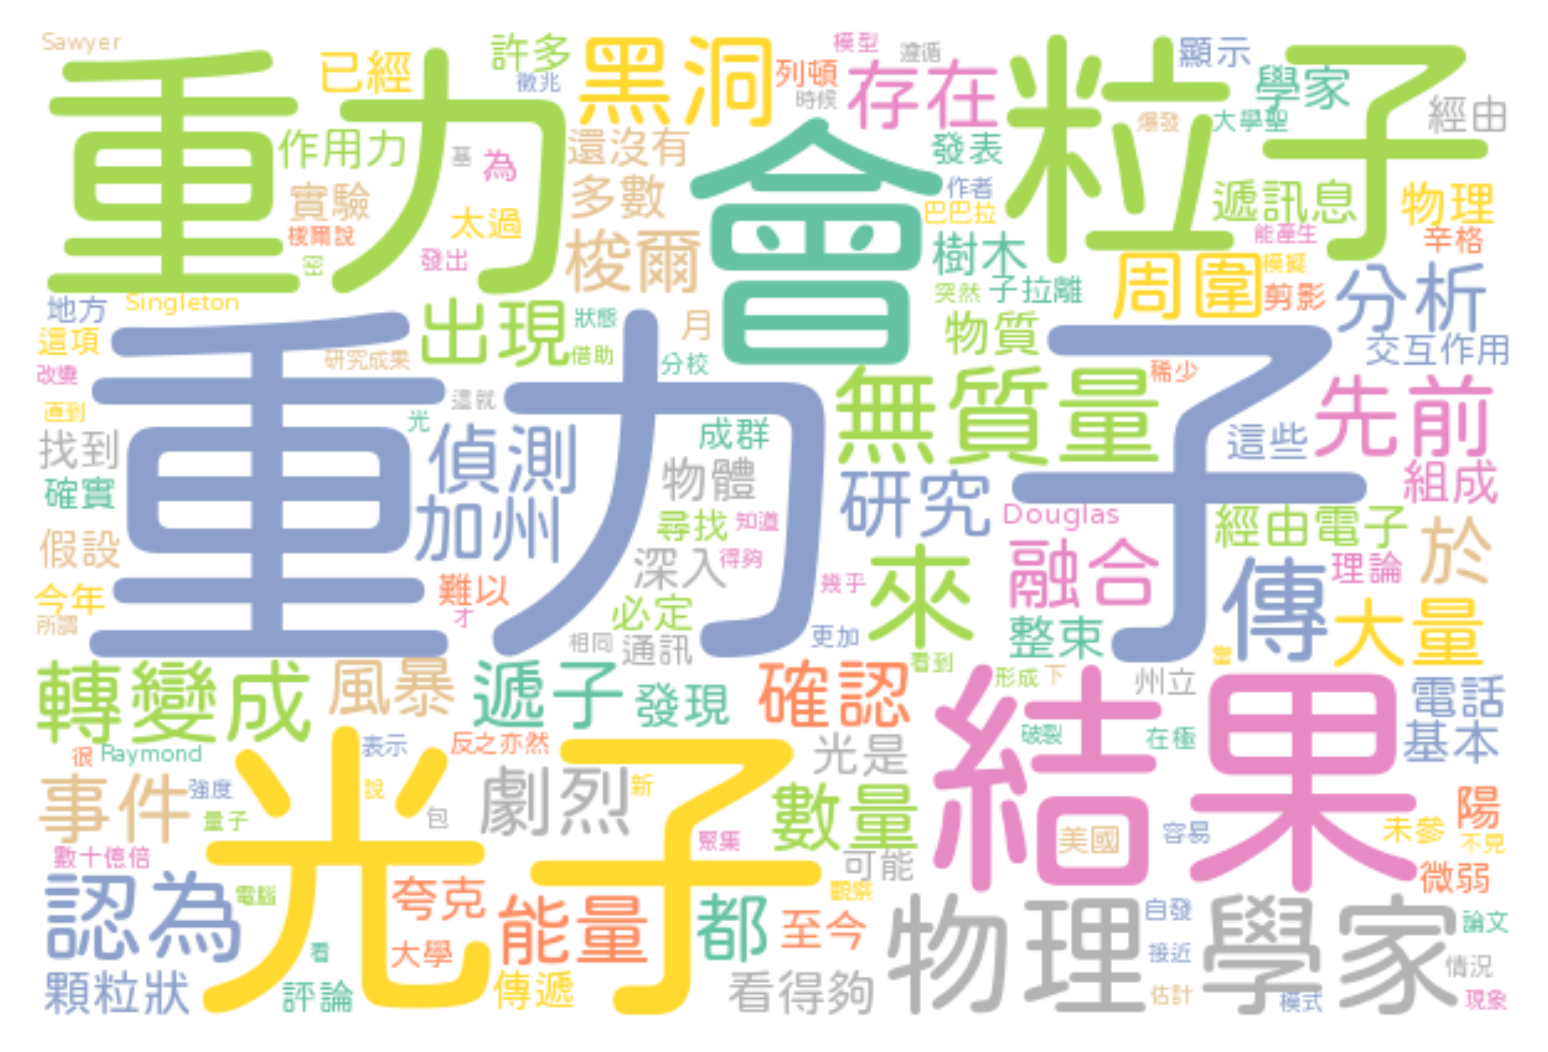 Sawyer
重力
已經
許多
徵兆
黑洞
列頓
模型
遵循
時候
存在
粒子
顯示
學家
大學聖
爆發
經由
作用力
基
為
還沒有
會
發表
作者
巴巴拉
遞訊息
物理
實驗
梭爾說
太過
多數
能產生
辛格
密
發出
梭爾
樹木
周圍
模擬
子拉離
突然
剪影
分析
地方
Singleton
這項
出現
狀態
月
物質
交互作用
研究成果
借助
分校
改變
重力子
無質量
稀少
先前
直到
這就
光
找到
偵測
成群
這些
確實
物體
研究
組成
加州
尋找
知道
Douglas
經由電子
假設
深入
得夠
融合
理論
於
今年
難以
必定
幾乎
來
傳
大量
所謂
才
相同
通訊
更加
整束
看到
轉變成
風暴
遞子
發現
確認
形成
下
州立
結果
電話
很
Raymond
表示
反之亦然
光是
破裂
在極
基本
事件
強度
光子
說
劇烈
新
數量
量子
包
聚集
可能
美國
容易
陽
未參
不見
數十億倍
認為
電腦
夸克
能量
都
觀察
至今
微弱
物理學家
自發
論文
看
大學
接近
情況
顆粒狀
評論
傳遞
看得夠
估計
模式
現象